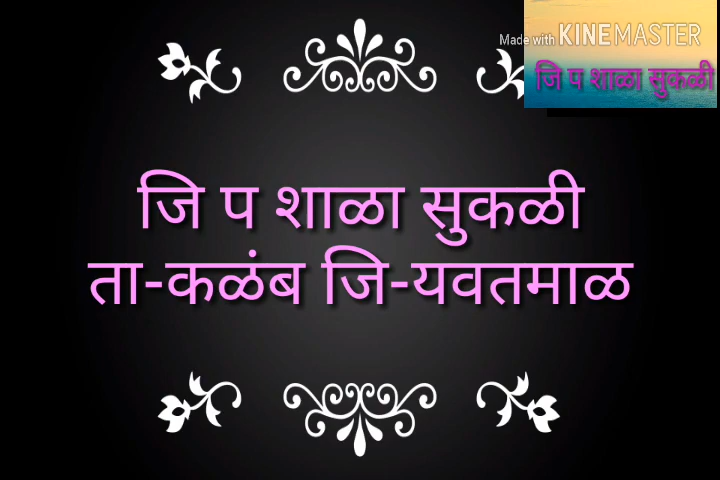 Made with KINEMASTER
जि प शाळा सुकळी
जि प शाळा सुकळी
ता-कळंब जि-यवतमाळ